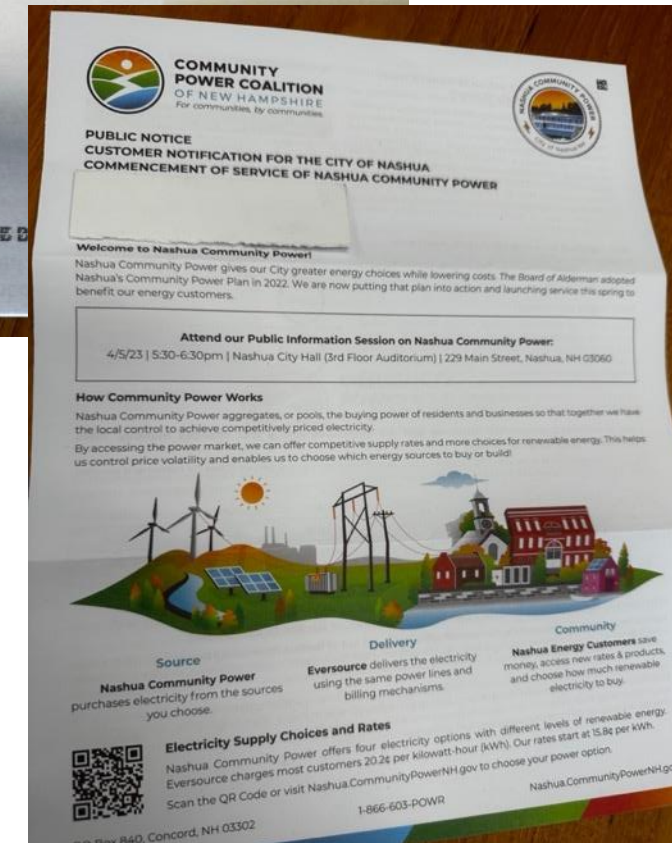 COMMUNITY
POWER COALITION
OF NEW HAMPSHIRE
For communities, by communities.
NASHUA COMMUNITY POWER
City of Nashua NH
PUBLIC NOTICE
CUSTOMER NOTIFICATION FOR THE CITY OF NASHUA
COMMENCEMENT OF SERVICE OF NASHUA COMMUNITY POWER
Welcome to Nashua Community Power!
Nashua Community Power gives our City greater energy choices while lowering costs. The Board of Alderman adopted
Nashua's Community Power Plan in 2022. We are now putting that plan into action and launching service this spring to
benefit our energy customers.
Attend our Public Information Session on Nashua Community Power:
4/5/23 | 5:30-6:30pm | Nashua City Hall (3rd Floor Auditorium) | 229 Main Street, Nashua, NH 03060
How Community Power Works
Nashua Community Power aggregates, or pools, the buying power of residents and businesses so that together we have
the local control to achieve competitively priced electricity.
By accessing the power market, we can offer competitive supply rates and more choices for renewable energy. This helps
us control price volatility and enables us to choose which energy sources to buy or build!
Source
Nashua Community Power
purchases electricity from the sources
you choose.
Delivery
Eversource delivers the electricity
using the same power lines and
billing mechanisms.
Community
Nashua Energy Customers save
money, access new rates & products,
and choose how much renewable
electricity to buy.
Electricity Supply Choices and Rates
Nashua Community Power offers four electricity options with different levels of renewable energy.
Eversource charges most customers 20.2¢ per kilowatt-hour (kWh). Our rates start at 15.8¢ per kWh.
Scan the QR Code or visit Nashua.CommunityPowerNH.gov to choose your power option.
Box 840, Concord, NH 03302
1-866-603-POWR
Nashua.CommunityPowerNH.go